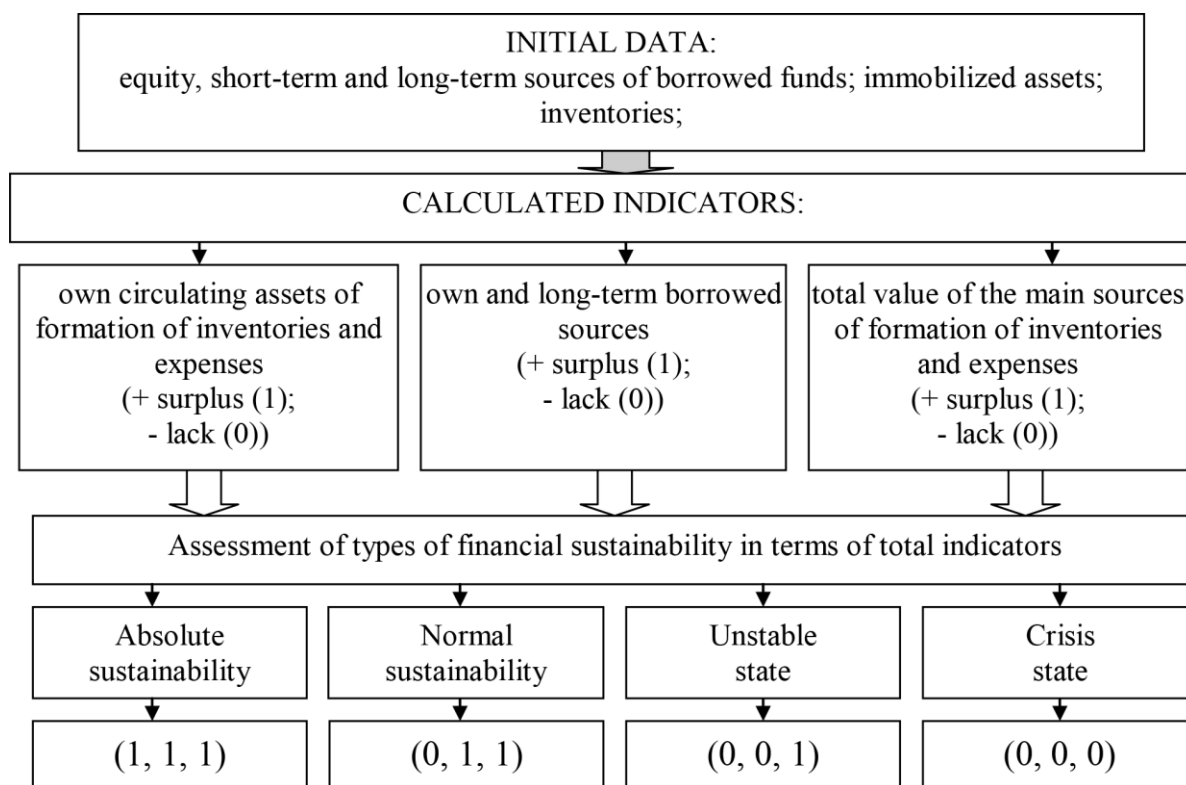 INITIAL DATA:
equity, short-term and long-term sources of borrowed funds; immobilized assets;
inventories;
CALCULATED INDICATORS:
own circulating assets of
formation of inventories and
expenses
(+ surplus (1);
- lack (0))
own and long-term borrowed
sources
(+ surplus (1);
- lack (0))
total value of the main sources
of formation of inventories
and expenses
(+ surplus (1);
- lack (0))
Assessment of types of financial sustainability in terms of total indicators
Absolute
sustainability
Normal
sustainability
Unstable
state
Crisis
state
(1, 1, 1)
(0, 1, 1)
(0, 0, 1)
(0, 0, 0)